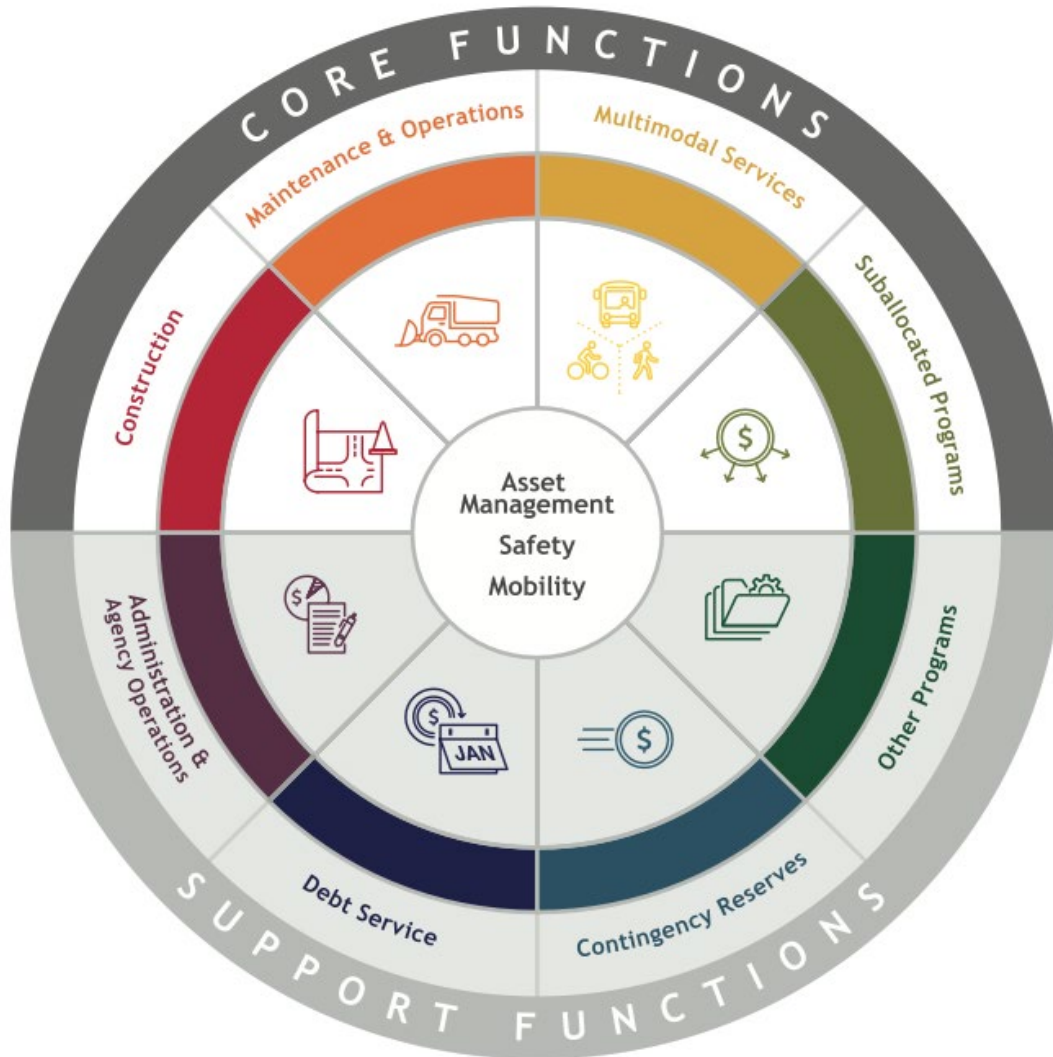 CORE FUNCTIONS
Maintenance & Operations
Multimodal Services
Construction
Suballocated Programs
$
Asset
Management
Safety
Mobility
Administration &
Agency Operations
$
Other Programs
$
JAN
$
Debt Service
Contingency Reserves
SUPPORT FUNCTIONS